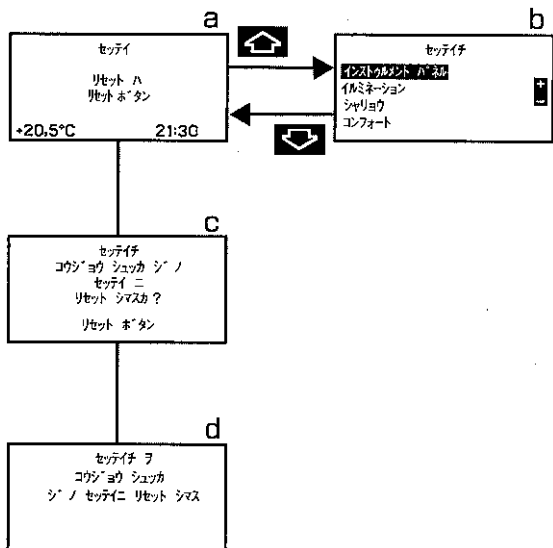 a
セッテイ
リセット ハ
リセット ボタン
+20,5°C 21:30
b
セッテイチ
インストゥルメント パネル
イルミネーション
シャリョウ
コンフォート
+
−
c
セッテイチ
コウジョウ シュッカ ジノ
セッテイ ニ
リセット シマスカ?
リセット ボタン
d
セッテイチ ヲ
コウジョウ シュッカ
ジノ セッテイニ リセット シマス